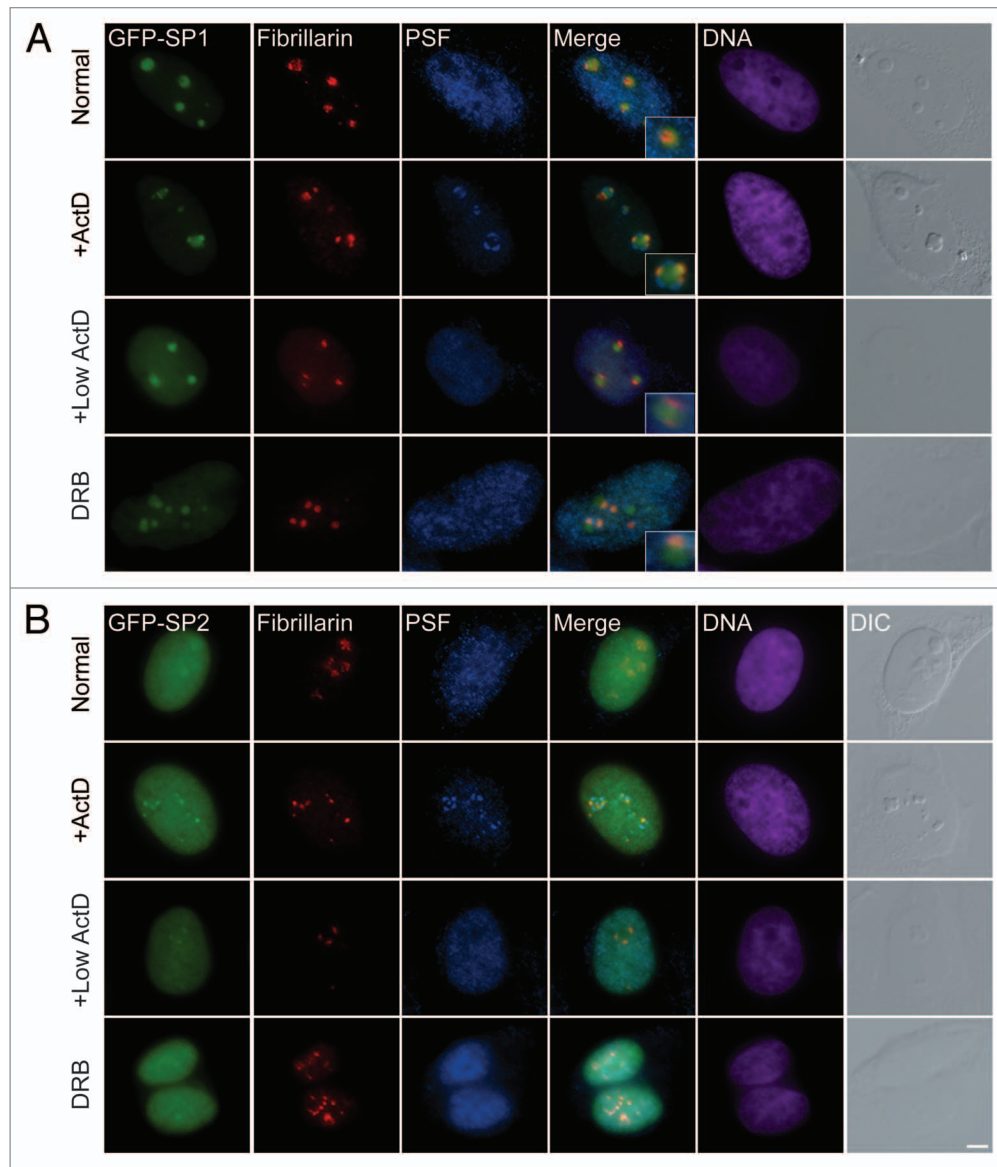 A
GFP-SP1 Fibrillarin PSF Merge DNA
Normal
+ActD
+Low ActD
DRB
B
GFP-SP2 Fibrillarin PSF Merge DNA DIC
Normal
+ActD
+Low ActD
DRB